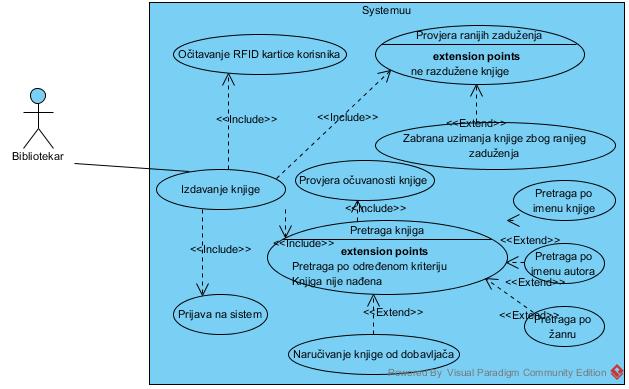 Systemuu
Očitavanje RFID kartice korisnika
Provjera ranijih zaduženja
extension points
ne razdužene knjige
<<Include>>
<<Include>>
<<Extend>>
Zabrana uzimanja knjige zbog ranijeg
zaduženja
Bibliotekar
Izdavanje knjige
Provjera očuvanosti knjige
Pretraga po
imenu knjige
<<Include>>
Pretraga knjiga
<<Include>>
<<Include>>
extension points
Pretraga po određenom kriteriju
Knjiga nije nađena
<<Extend>>
Pretraga po
imenu autora
<<Extend>>
Prijava na sistem
<<Extend>>
<<Extend>>
Pretraga po
žanru
Naručivanje knjige od dobavljača
Powered By Visual Paradigm Community Edition